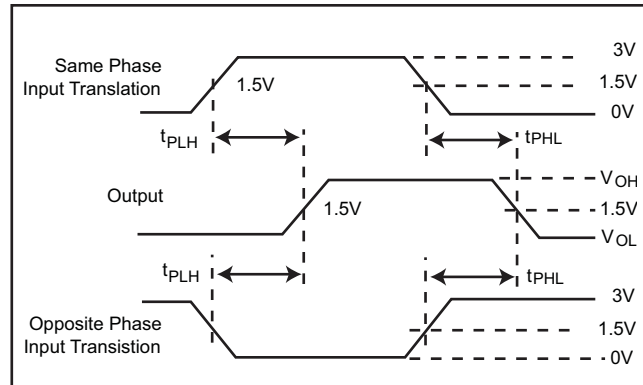 3V
Same Phase
Input Translation
1.5V
1.5V
0V
tPLH
tPHL
VOH
Output
1.5V
1.5V
VOL
tPLH
tPHL
3V
Opposite Phase
Input Transistion
1.5V
0V